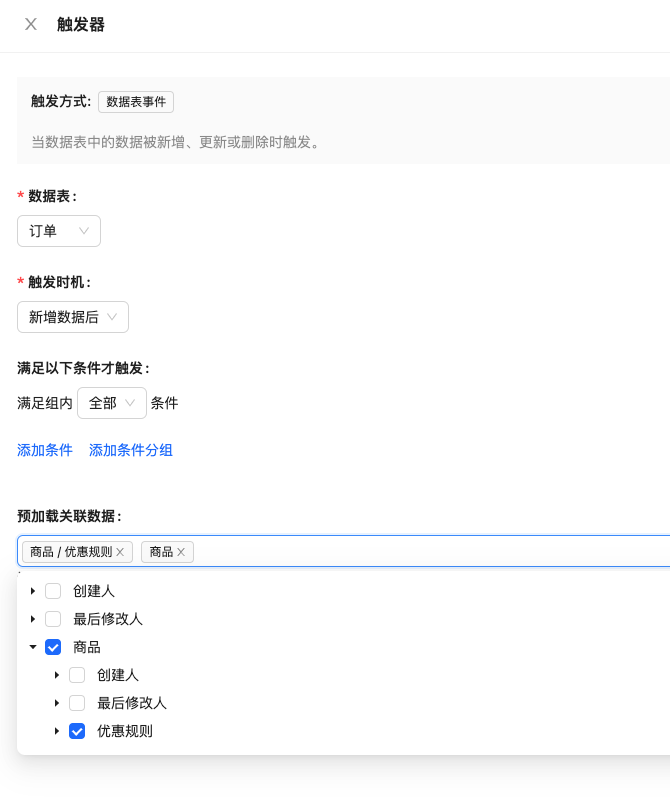 触发器
触发方式: 数据表事件
当数据表中的数据被新增、更新或删除时触发。
* 数据表:
订单
* 触发时机:
新增数据后
满足以下条件才触发:
满足组内 全部 条件
添加条件 添加条件分组
预加载关联数据:
商品 / 优惠规则 商品
创建人
最后修改人
商品
创建人
最后修改人
优惠规则